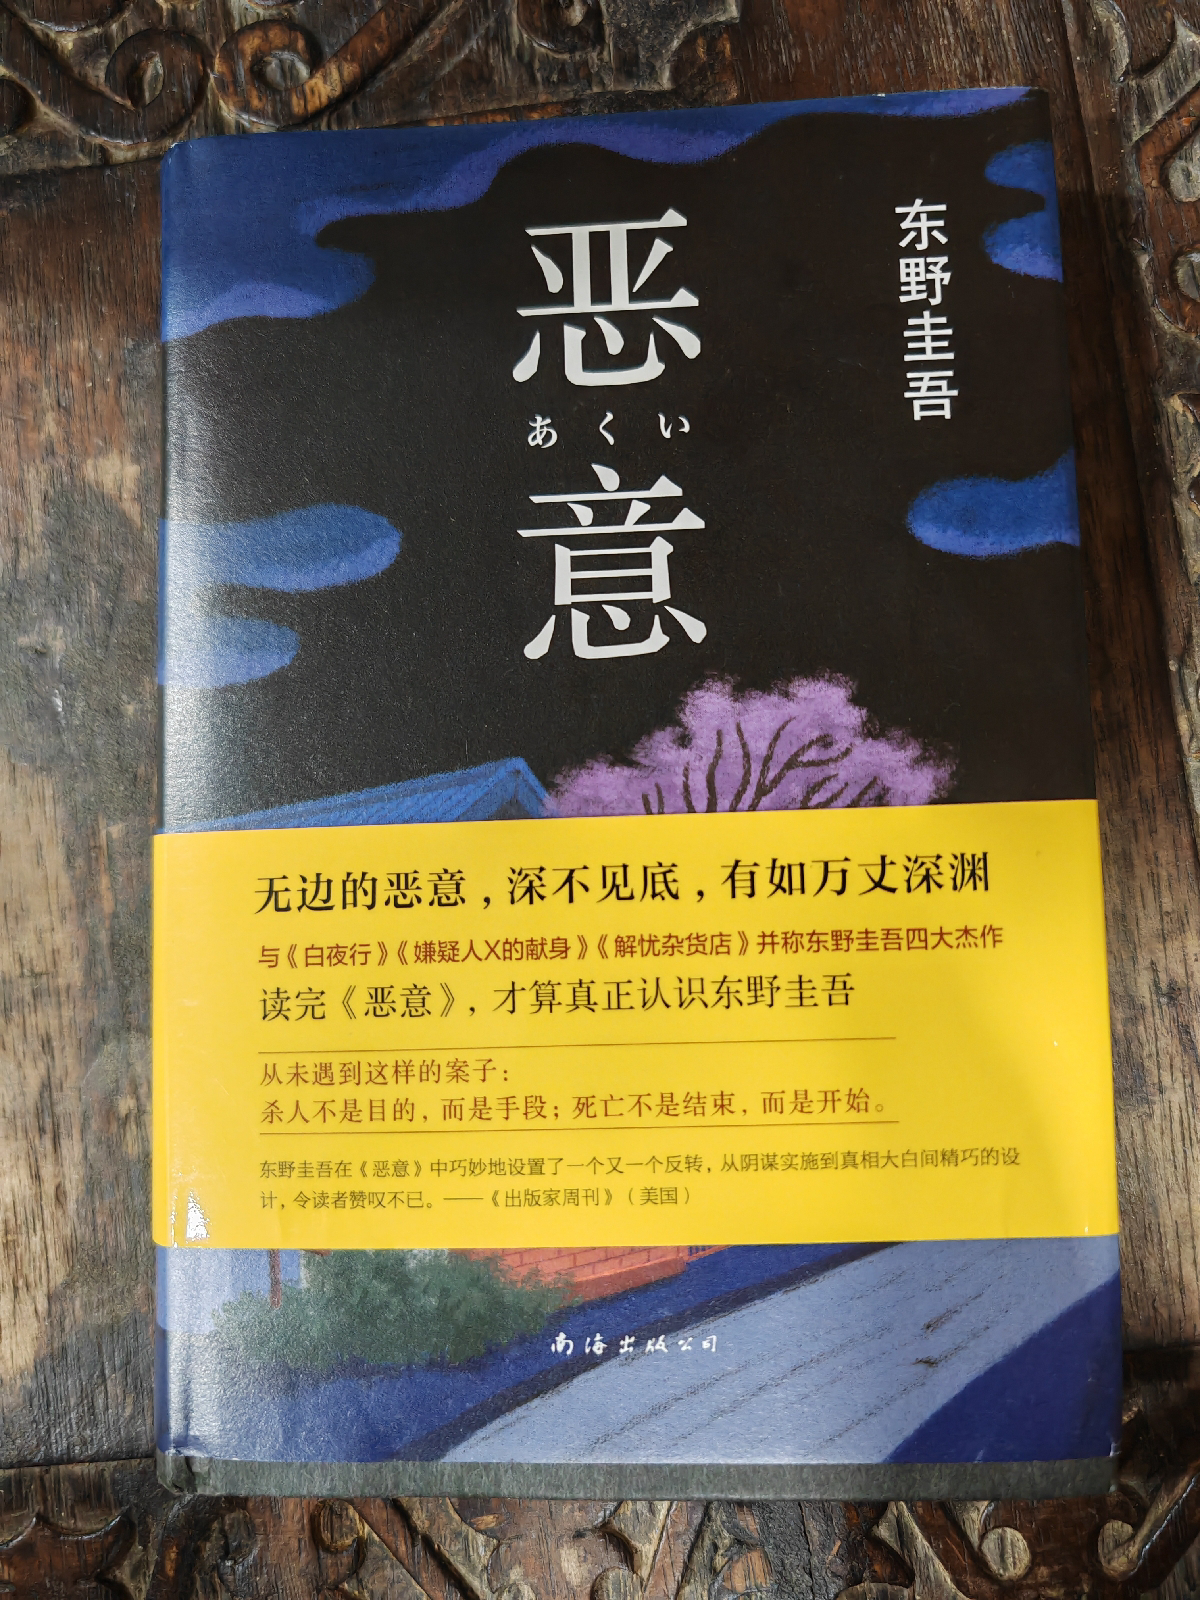 恶意
あくい
东野圭吾
无边的恶意，深不见底，有如万丈深渊
与《白夜行》《嫌疑人X的献身》《解忧杂货店》并称东野圭吾四大杰作
读完《恶意》，才算真正认识东野圭吾
从未遇到这样的案子：
杀人不是目的，而是手段；死亡不是结束，而是开始。
东野圭吾在《恶意》中巧妙地设置了一个又一个反转，从阴谋实施到真相大白间精巧的设
计，令读者赞叹不已。——《出版家周刊》（美国）
南海出版公司